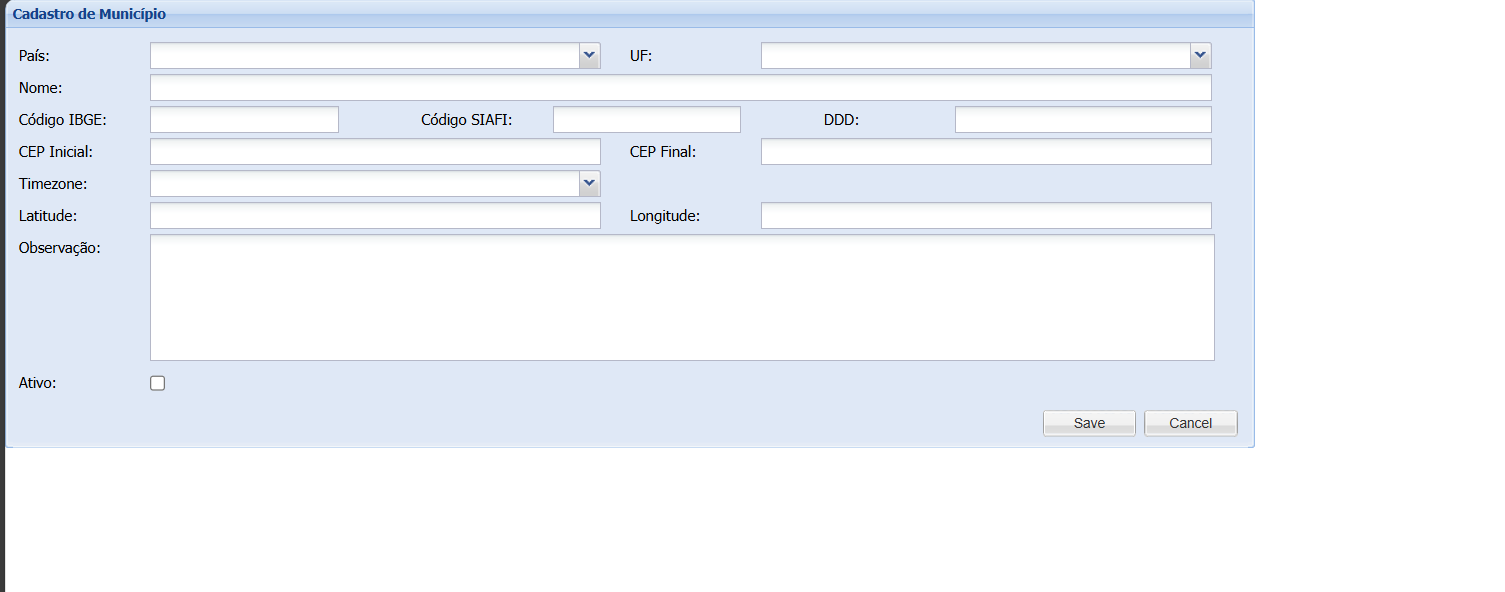 Cadastro de Município
País: UF:
Nome:
Código IBGE: Código SIAFI: DDD:
CEP Inicial: CEP Final:
Timezone:
Latitude: Longitude:
Observação:
Ativo:
Save Cancel